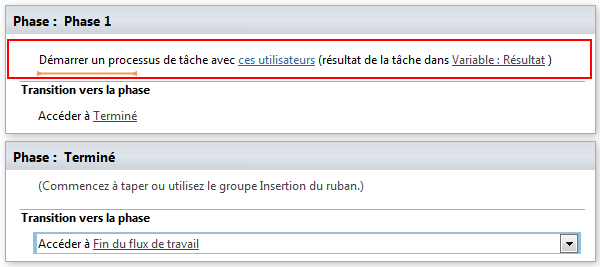 Phase : Phase 1
Démarrer un processus de tâche avec ces utilisateurs (résultat de la tâche dans Variable : Résultat )
Transition vers la phase
Accéder à Terminé
Phase : Terminé
(Commencez à taper ou utilisez le groupe Insertion du ruban.)
Transition vers la phase
Accéder à Fin du flux de travail